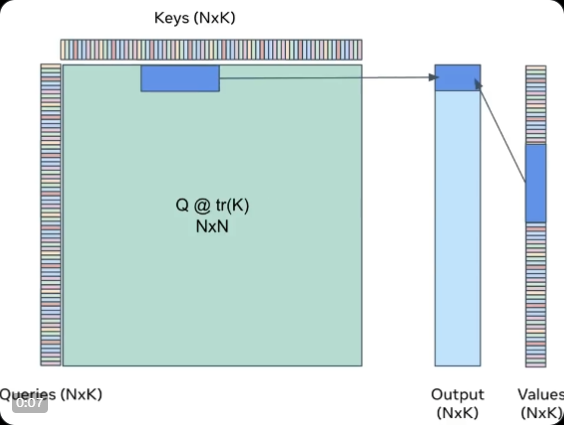 Keys (NxK)
Q @ tr(K)
NxN
Queries (NxK)
0:07
Output
(NxK)
Values
(NxK)